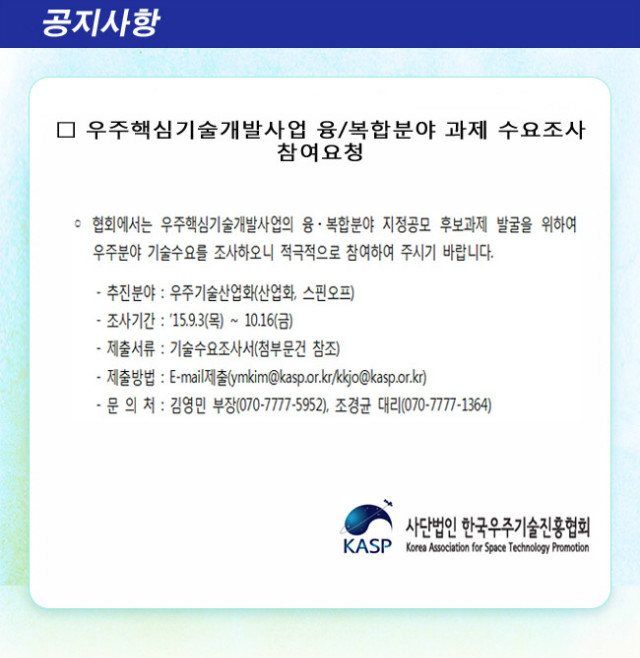 공지사항
□ 우주핵심기술개발사업 융/복합분야 과제 수요조사
참여요청
○ 협회에서는 우주핵심기술개발사업의 융·복합분야 지정공모 후보과제 발굴을 위하여
우주분야 기술수요를 조사하오니 적극적으로 참여하여 주시기 바랍니다.
- 추진분야 : 우주기술산업화(산업화, 스핀오프)
- 조사기간 : '15.9.3(목) ~ 10.16(금)
- 제출서류 : 기술수요조사서(첨부문건 참조)
- 제출방법 : E-mail제출(ymkim@kasp.or.kr/kkjo@kasp.or.kr)
- 문 의 처 : 김영민 부장(070-7777-5952), 조경균 대리(070-7777-1364)
KASP
사단법인 한국우주기술진흥협회
Korea Association for Space Technology Promotion